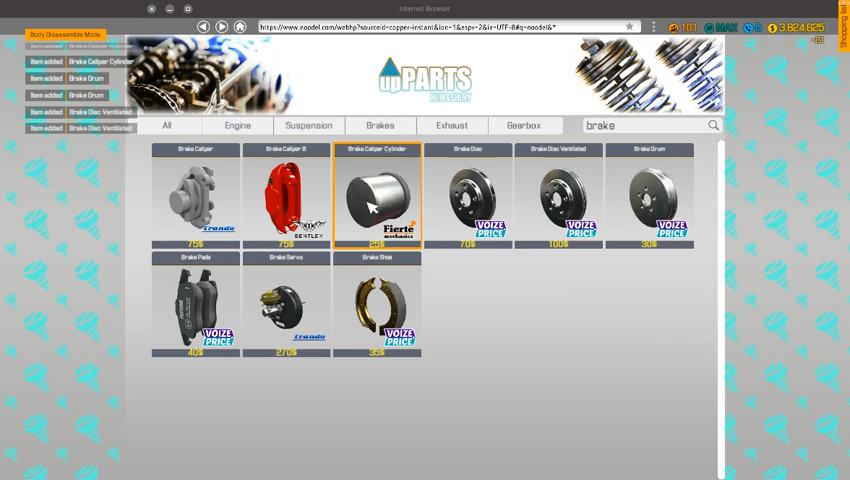 Internet Browser
https://www.noodel.com/webhp?sourceid=capper-instant&ion=1&espv=2&ie=UTF-8#q=noodel&*
101
MAX
5
3,824,625
-21
Shopping list
Body Disassemble Mode
Item added Brake Caliper Cylinder
Item added Brake Caliper Cylinder
Item added Brake Drum
Item added Brake Drum
Item added Brake Disc Ventilated
Item added Brake Disc Ventilated
upPARTS
NEW&SHINY
All
Engine
Suspension
Brakes
Exhaust
Gearbox
brake
Brake Caliper
Brake Caliper B
Brake Caliper Cylinder
Brake Disc
Brake Disc Ventilated
Brake Drum
Trando
BENTLEY
Fierté
mechanics
VOIZE
PRICE
VOIZE
PRICE
VOIZE
PRICE
75$
75$
25$
70$
100$
30$
Brake Pads
Brake Servo
Brake Shoe
VOIZE
PRICE
Trando
VOIZE
PRICE
40$
270$
35$